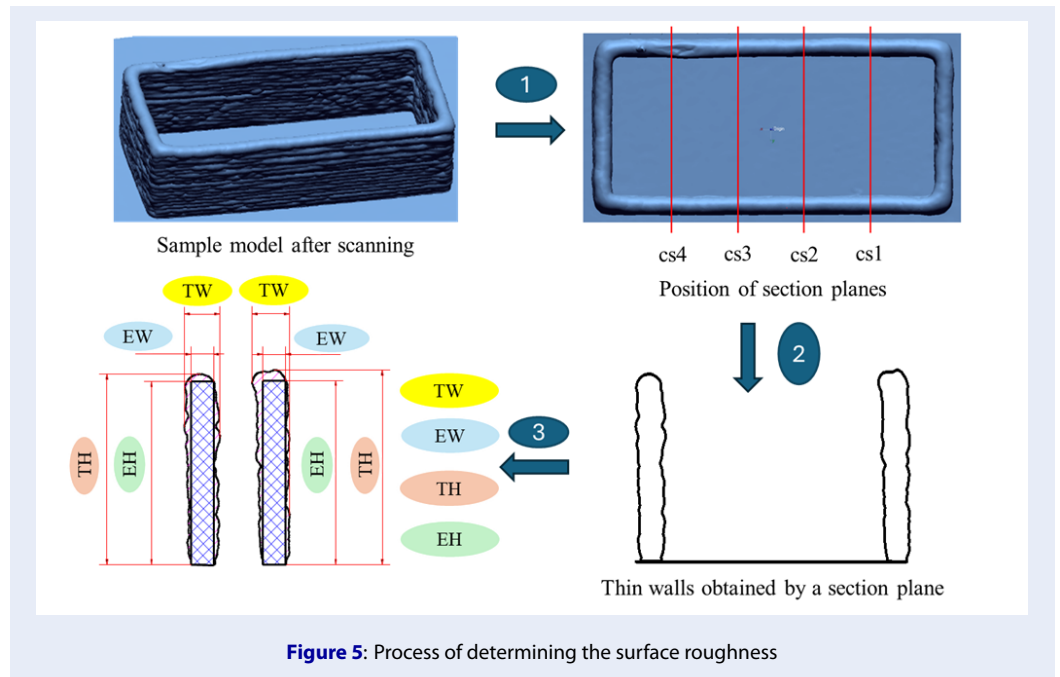 1
Sample model after scanning
cs4 cs3 cs2 cs1
Position of section planes
2
TW TW
EW EW
TH EH EH TH
TW
EW
TH
EH
3
Thin walls obtained by a section plane
Figure 5: Process of determining the surface roughness